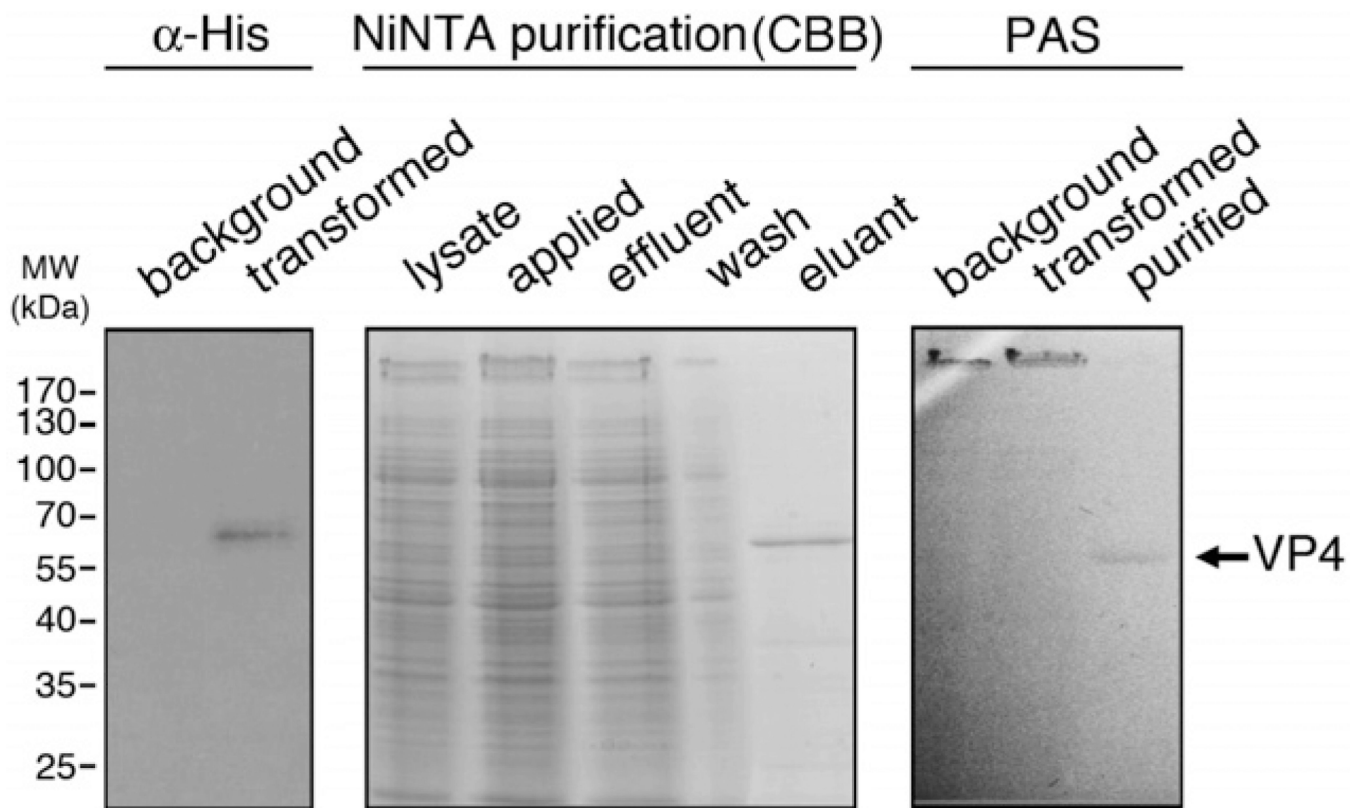 α-His
NiNTA purification(CBB)
PAS
background
transformed
lysate
applied
effluent
wash
eluant
background
transformed
purified
MW
(kDa)
170-
130-
100-
70-
55-
40-
35-
25-
VP4